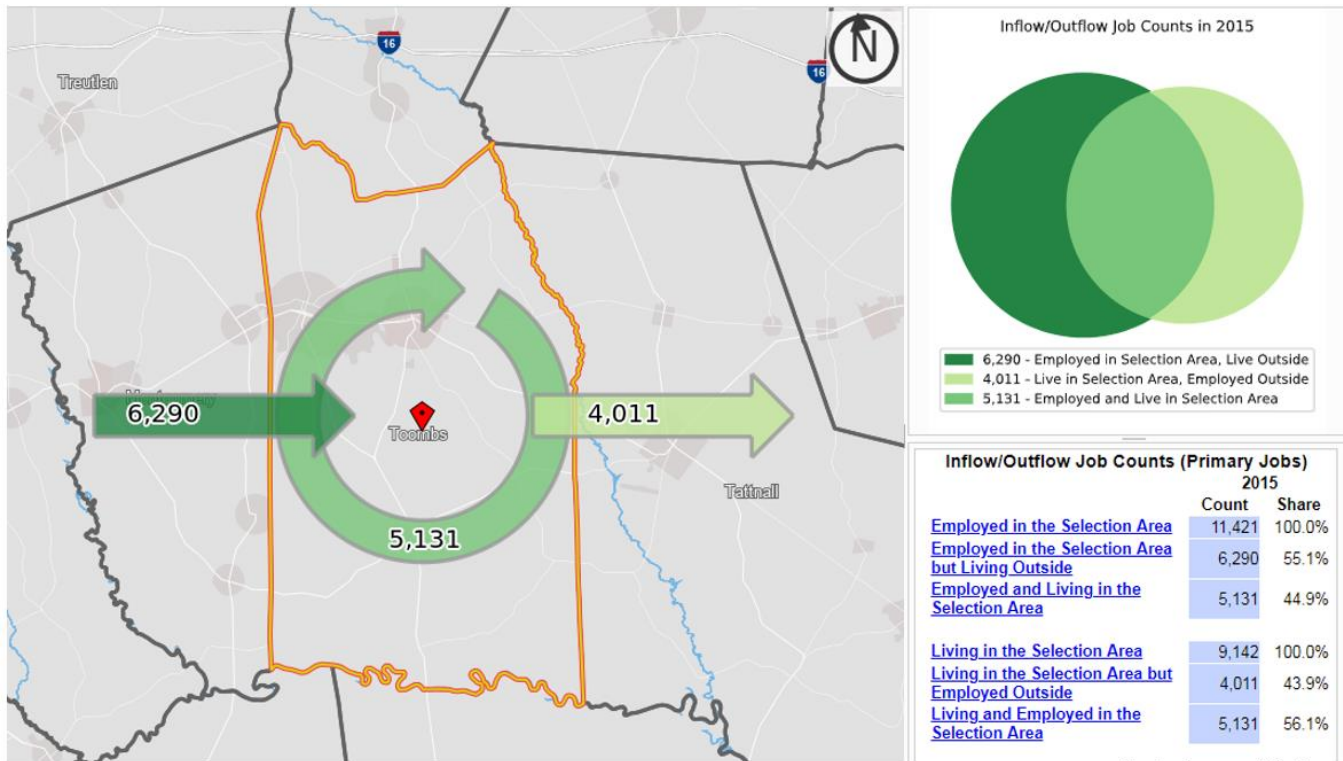 16
N
16
Treutlen
6,290
4,011
Toombs
Tattnall
5,131
Inflow/Outflow Job Counts in 2015
6,290 - Employed in Selection Area, Live Outside
4,011 - Live in Selection Area, Employed Outside
5,131 - Employed and Live in Selection Area
Inflow/Outflow Job Counts (Primary Jobs)
2015
Count Share
Employed in the Selection Area 11,421 100.0%
Employed in the Selection Area
but Living Outside 6,290 55.1%
Employed and Living in the
Selection Area 5,131 44.9%
Living in the Selection Area 9,142 100.0%
Living in the Selection Area but
Employed Outside 4,011 43.9%
Living and Employed in the
Selection Area 5,131 56.1%